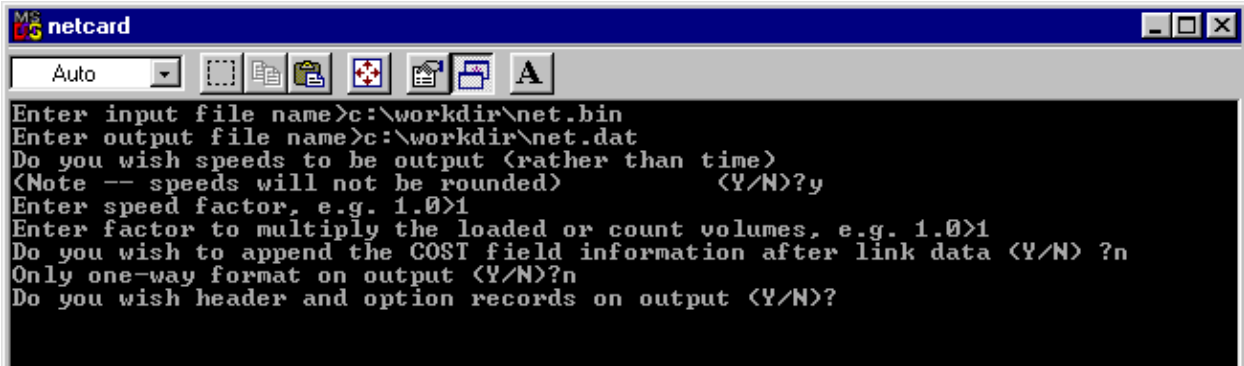 MS DS netcard
Auto A
Enter input file name>c:\workdir\net.bin
Enter output file name>c:\workdir\net.dat
Do you wish speeds to be output (rather than time)
(Note -- speeds will not be rounded) (Y/N)?y
Enter speed factor, e.g. 1.0>1
Enter factor to multiply the loaded or count volumes, e.g. 1.0>1
Do you wish to append the COST field information after link data (Y/N) ?n
Only one-way format on output (Y/N)?n
Do you wish header and option records on output (Y/N)?